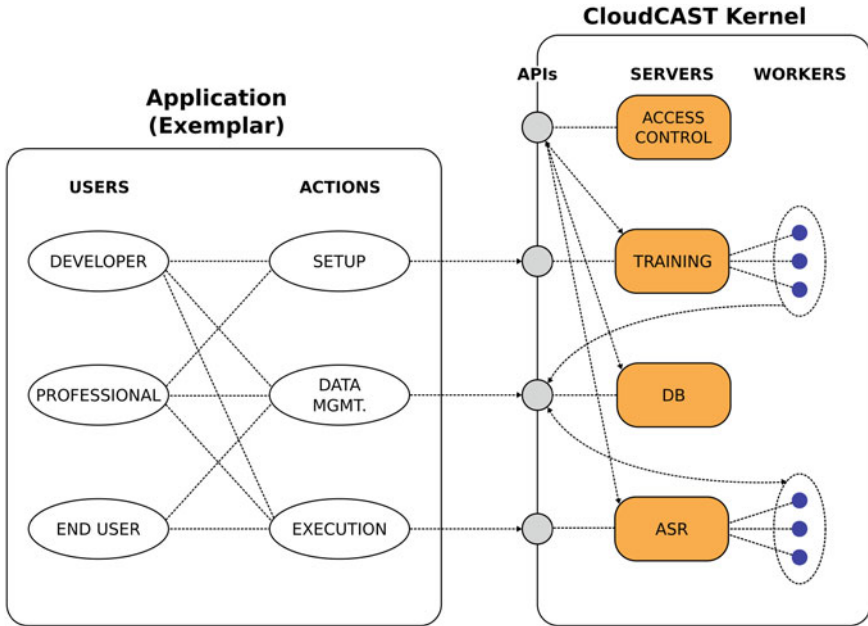 CloudCAST Kernel
APIs
SERVERS
WORKERS
Application
(Exemplar)
ACCESS
CONTROL
USERS
ACTIONS
DEVELOPER
SETUP
TRAINING
PROFESSIONAL
DATA
MGMT.
DB
END USER
EXECUTION
ASR